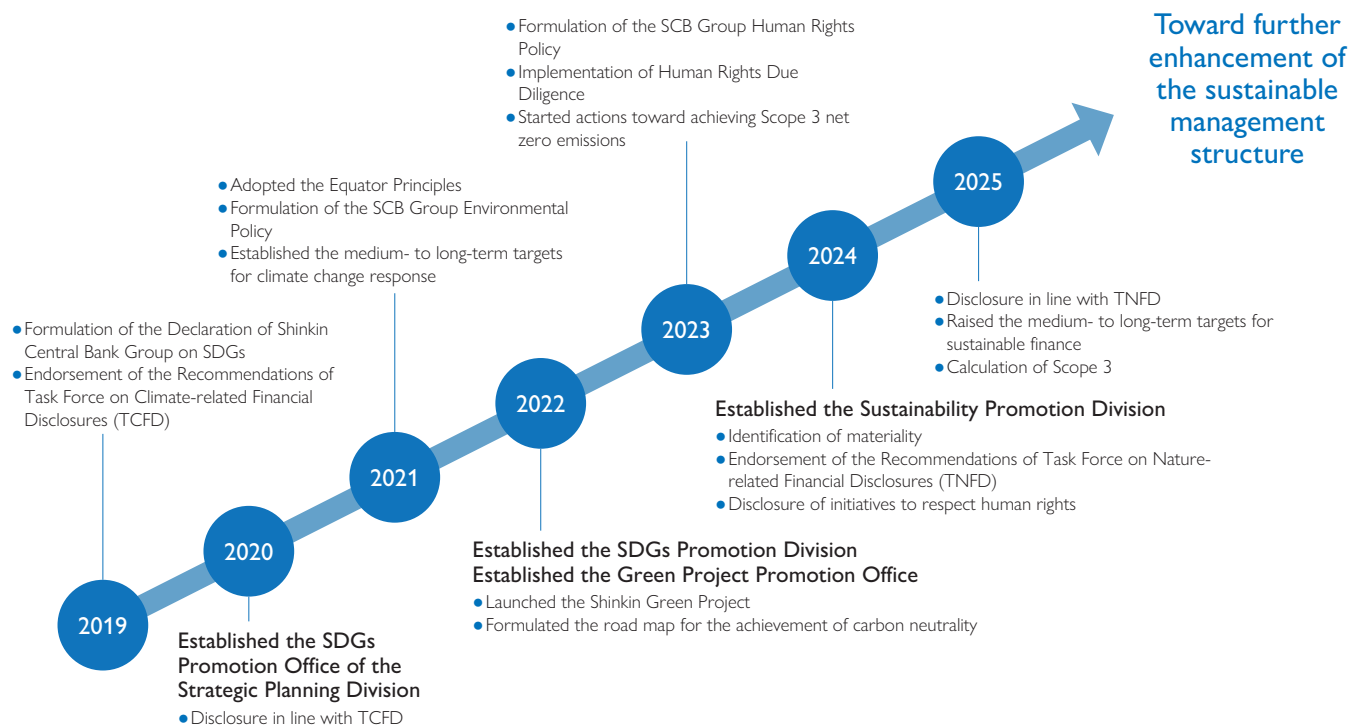 Toward further
enhancement of
the sustainable
management
structure
2019
● Formulation of the Declaration of Shinkin
Central Bank Group on SDGs
● Endorsement of the Recommendations of
Task Force on Climate-related Financial
Disclosures (TCFD)
2020
Established the SDGs
Promotion Office of the
Strategic Planning Division
● Disclosure in line with TCFD
2021
● Adopted the Equator Principles
● Formulation of the SCB Group Environmental
Policy
● Established the medium- to long-term targets
for climate change response
2022
Established the SDGs Promotion Division
Established the Green Project Promotion Office
● Launched the Shinkin Green Project
● Formulated the road map for the achievement of carbon neutrality
2023
● Formulation of the SCB Group Human Rights
Policy
● Implementation of Human Rights Due
Diligence
● Started actions toward achieving Scope 3 net
zero emissions
2024
Established the Sustainability Promotion Division
● Identification of materiality
● Endorsement of the Recommendations of Task Force on Nature-
related Financial Disclosures (TNFD)
● Disclosure of initiatives to respect human rights
2025
● Disclosure in line with TNFD
● Raised the medium- to long-term targets for
sustainable finance
● Calculation of Scope 3